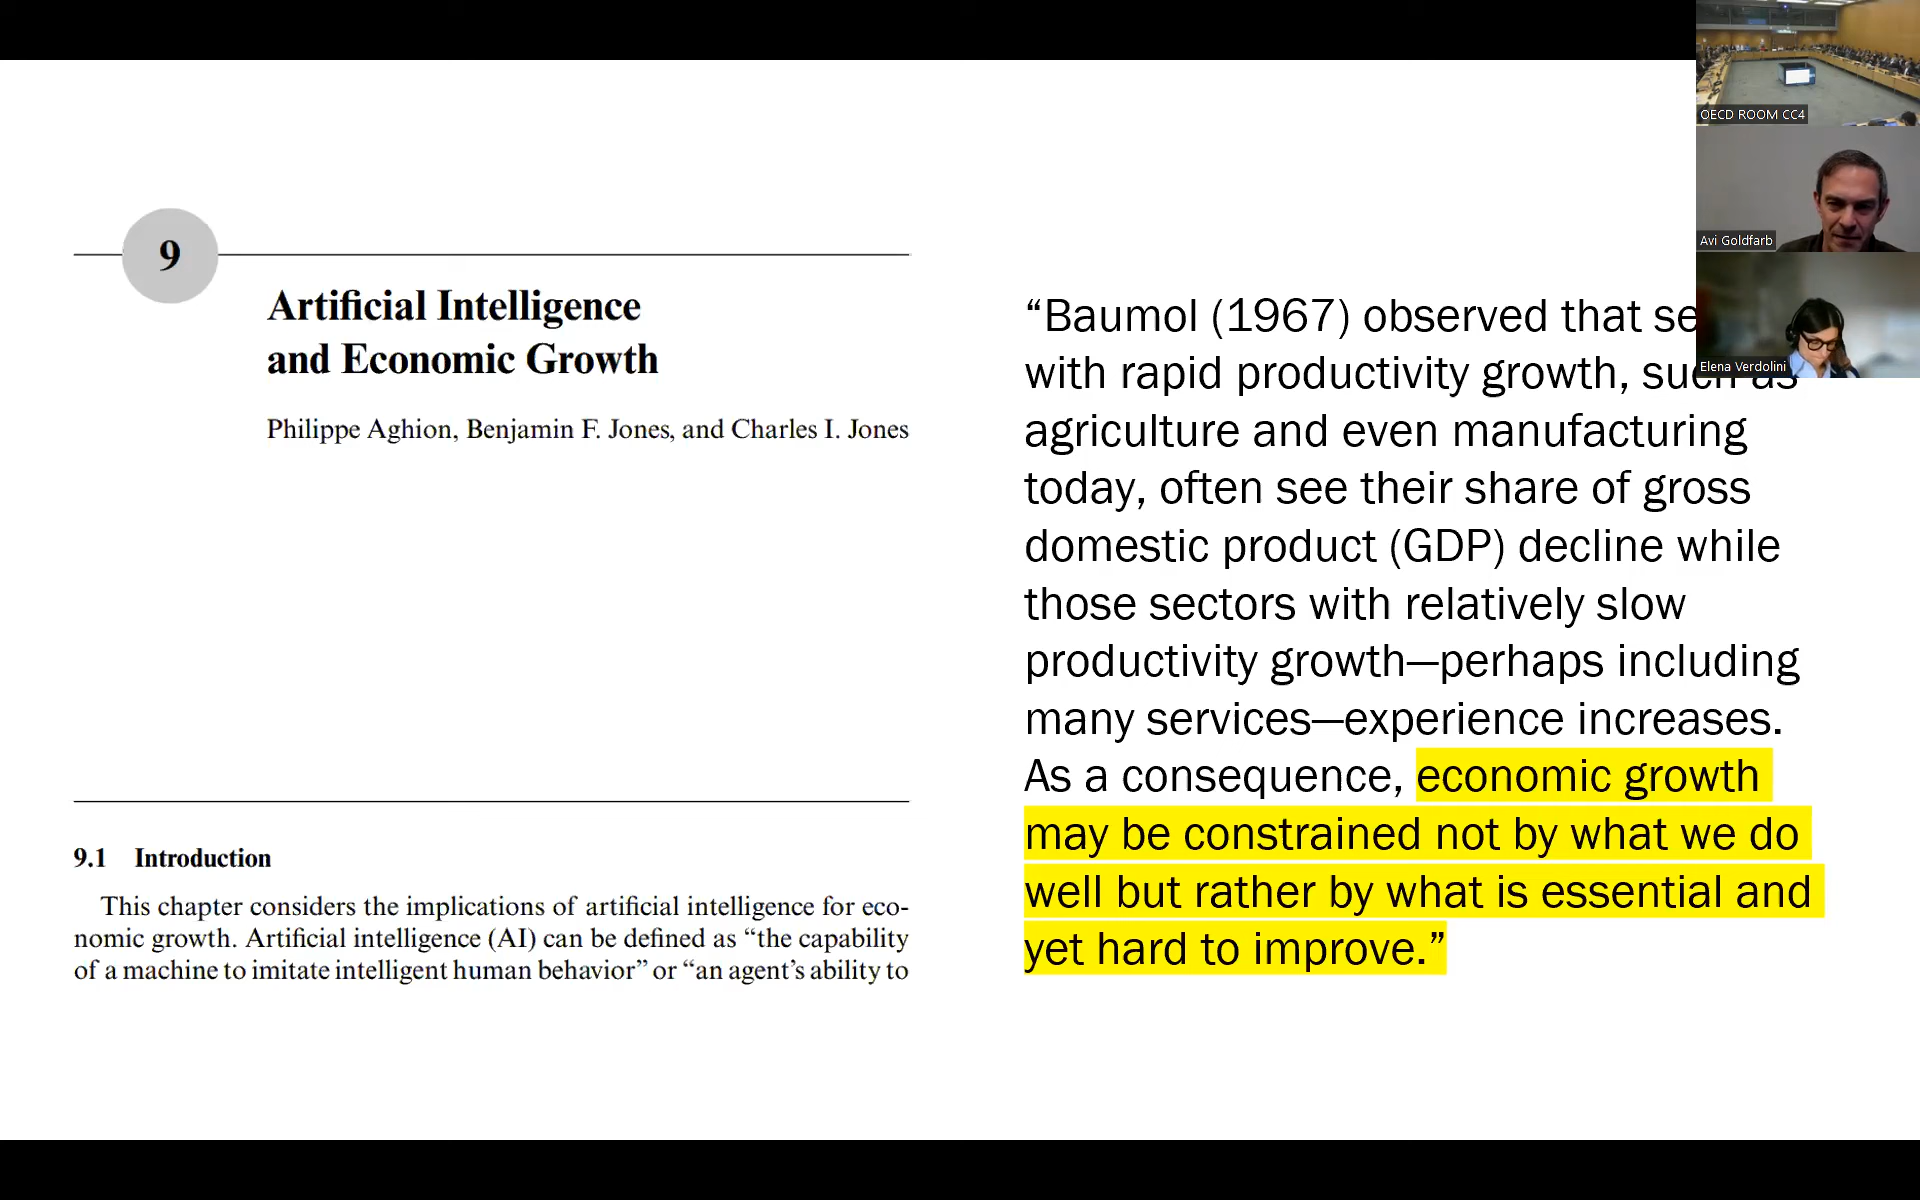 9
Artificial Intelligence
and Economic Growth
Philippe Aghion, Benjamin F. Jones, and Charles I. Jones
9.1 Introduction
This chapter considers the implications of artificial intelligence for eco-
nomic growth. Artificial intelligence (AI) can be defined as “the capability
of a machine to imitate intelligent human behavior” or “an agent’s ability to
“Baumol (1967) observed that
with rapid productivity growth, such as
agriculture and even manufacturing
today, often see their share of gross
domestic product (GDP) decline while
those sectors with relatively slow
productivity growth—perhaps including
many services—experience increases.
As a consequence, economic growth
may be constrained not by what we do
well but rather by what is essential and
yet hard to improve.”
OECD ROOM CC4
Avi Goldfarb
Elena Verdolini